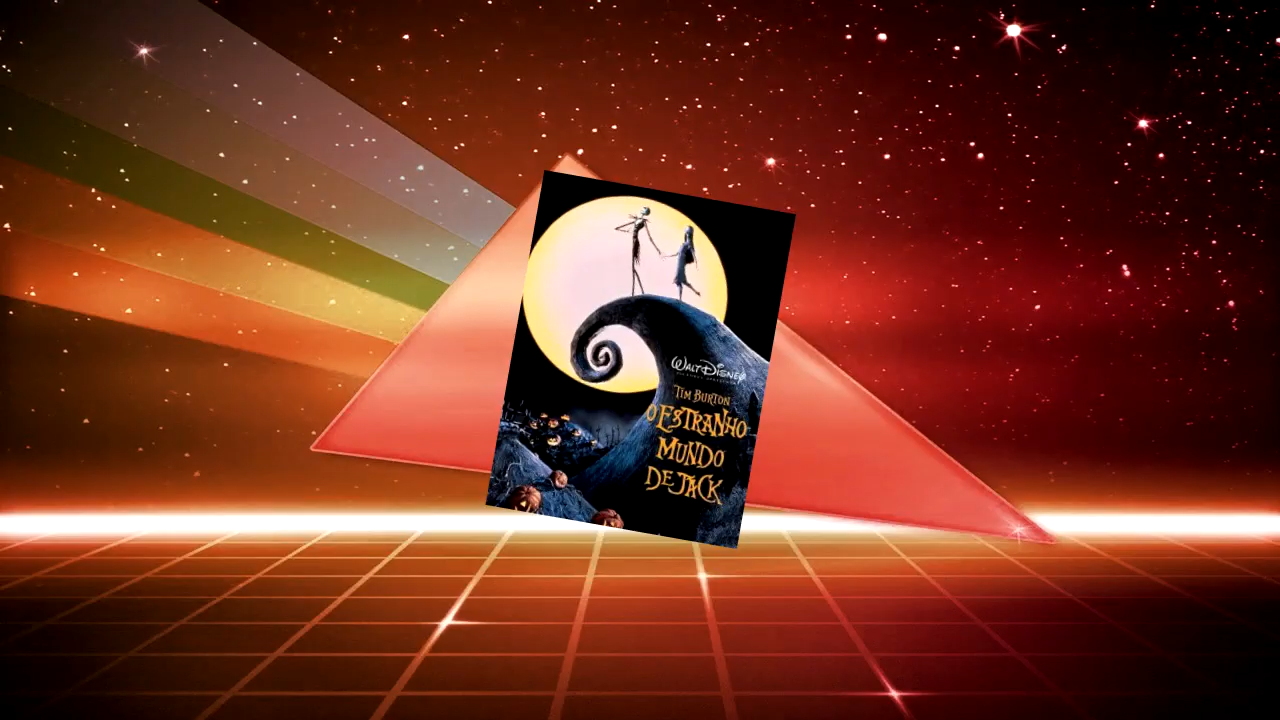 WALT DISNEY
TIM BURTON
O ESTRANHO
MUNDO
DE JACK